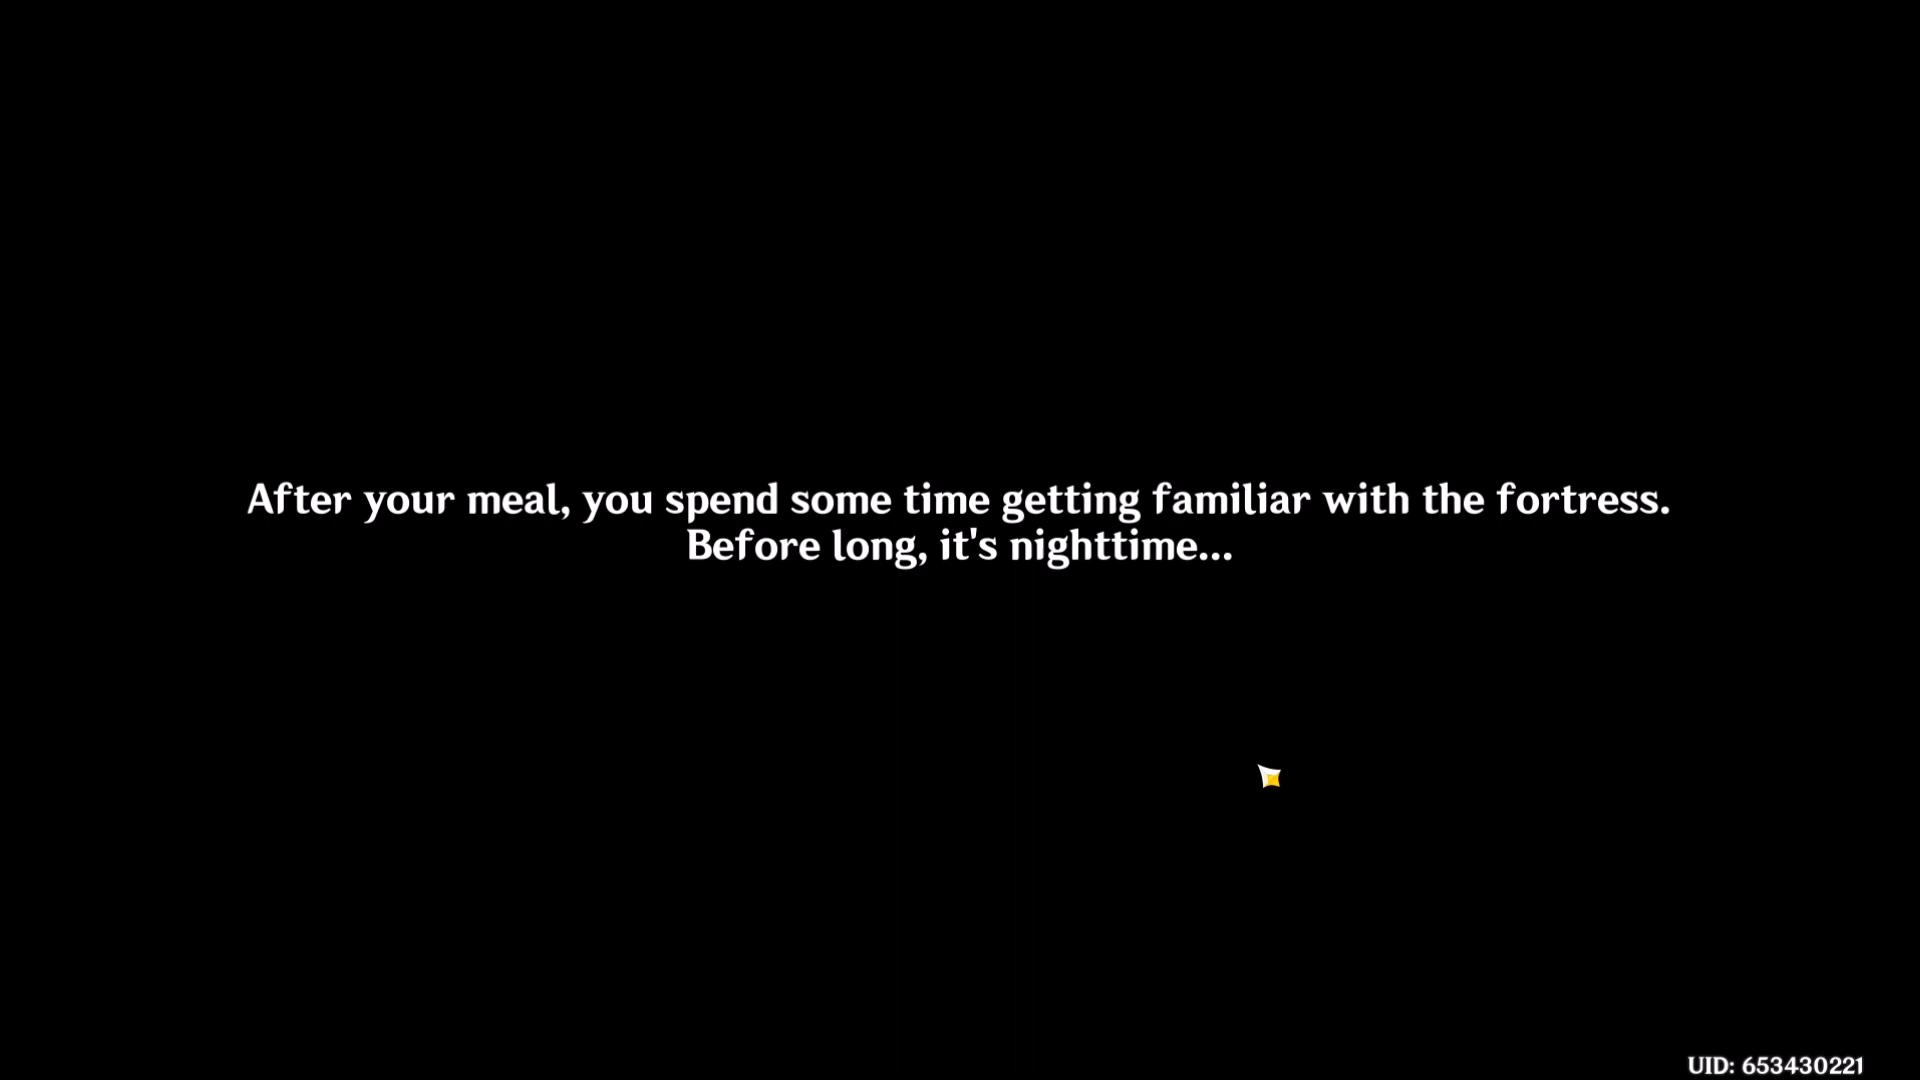 After your meal, you spend some time getting familiar with the fortress.
Before long, it's nighttime...
UID: 653430221